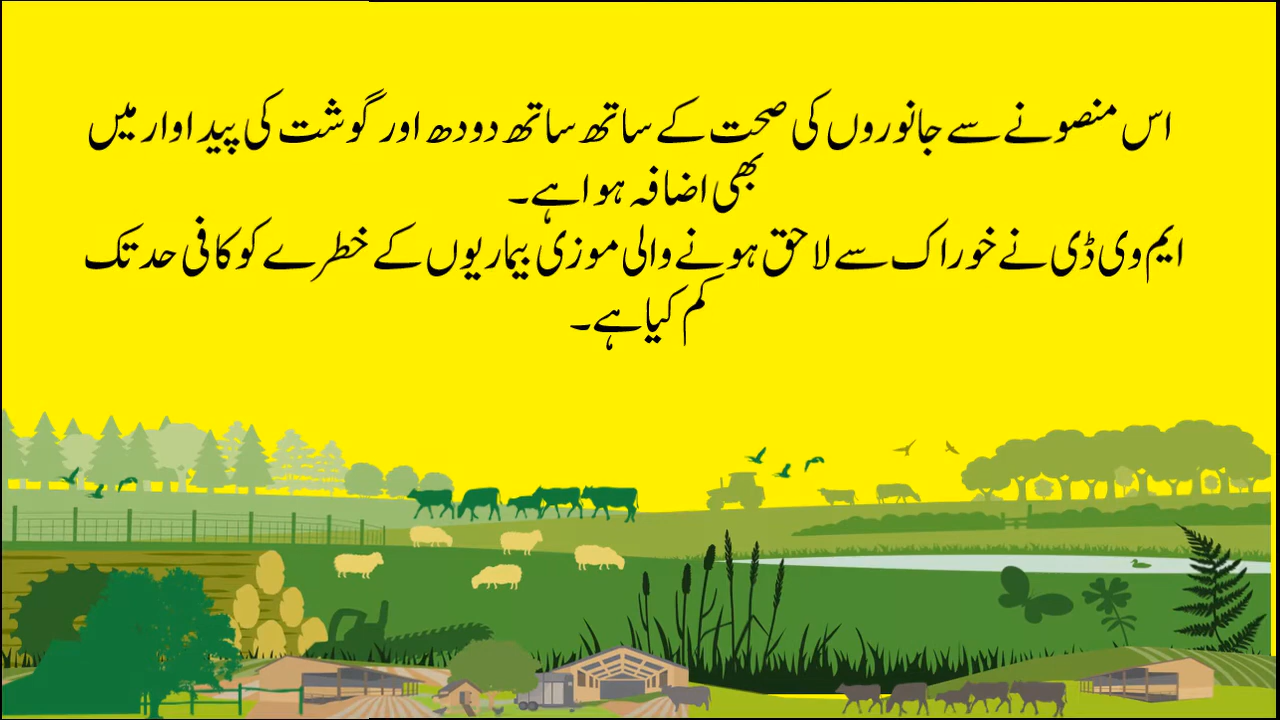 اس منصونے سے جانوروں کی صحت کے ساتھ ساتھ دودھ اور گوشت کی پیداوار میں
بھی اضافہ ہوا ہے۔
ایم وی ڈی نے خوراک سے لاحق ہونے والی موزی بیماریوں کے خطرے کو کافی حد تک
کم کیا ہے۔